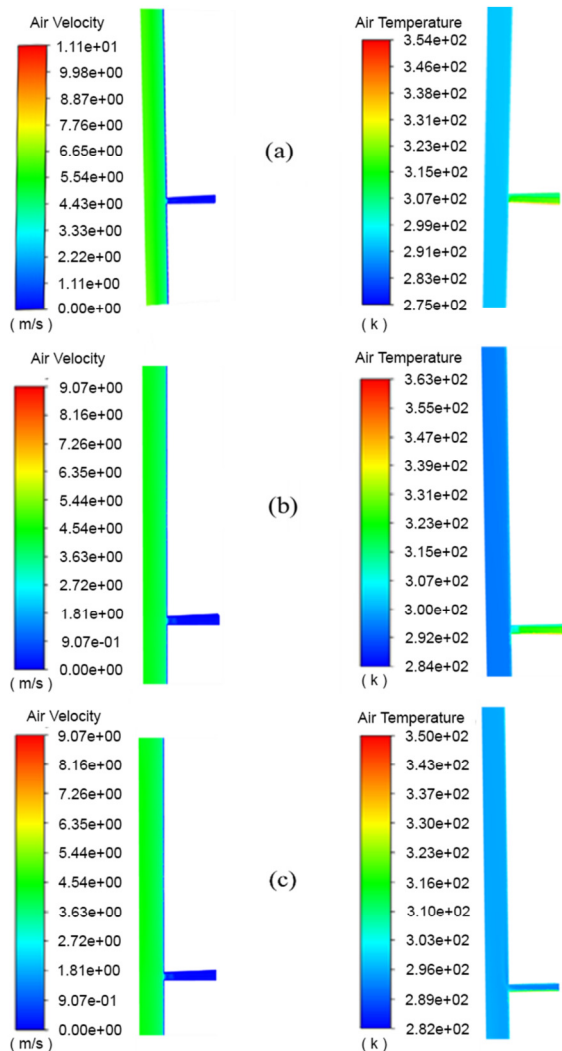 Air Velocity
1.11e+01
9.98e+00
8.87e+00
7.76e+00
6.65e+00
5.54e+00
4.43e+00
3.33e+00
2.22e+00
1.11e+00
0.00e+00
( m/s )
Air Temperature
3.54e+02
3.46e+02
3.38e+02
3.30e+02
3.23e+02
3.15e+02
3.07e+02
2.99e+02
2.91e+02
2.83e+02
2.75e+02
( k )
(a)
Air Velocity
9.07e+00
8.16e+00
7.26e+00
6.35e+00
5.44e+00
4.54e+00
3.63e+00
2.72e+00
1.81e+00
9.07e-01
0.00e+00
( m/s )
Air Temperature
3.63e+02
3.55e+02
3.47e+02
3.39e+02
3.31e+02
3.23e+02
3.15e+02
3.07e+02
3.00e+02
2.92e+02
2.84e+02
( k )
(b)
Air Velocity
9.07e+00
8.16e+00
7.26e+00
6.35e+00
5.44e+00
4.54e+00
3.63e+00
2.72e+00
1.81e+00
9.07e-01
0.00e+00
( m/s )
Air Temperature
3.50e+02
3.43e+02
3.37e+02
3.30e+02
3.23e+02
3.16e+02
3.10e+02
3.03e+02
2.96e+02
2.89e+02
2.82e+02
( k )
(c)